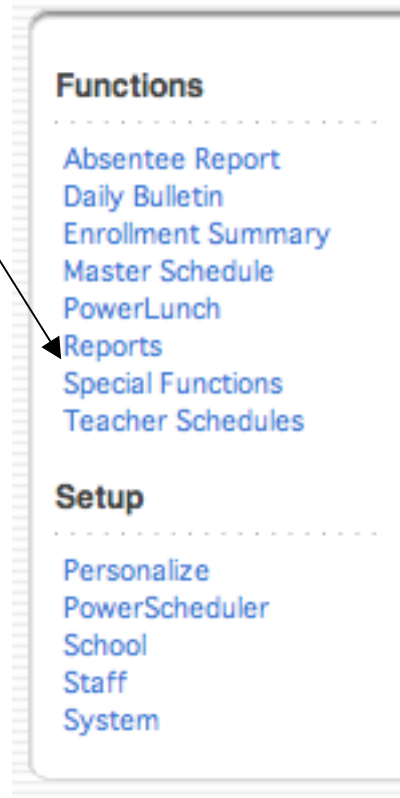 Functions
Absentee Report
Daily Bulletin
Enrollment Summary
Master Schedule
PowerLunch
Reports
Special Functions
Teacher Schedules
Setup
Personalize
PowerScheduler
School
Staff
System